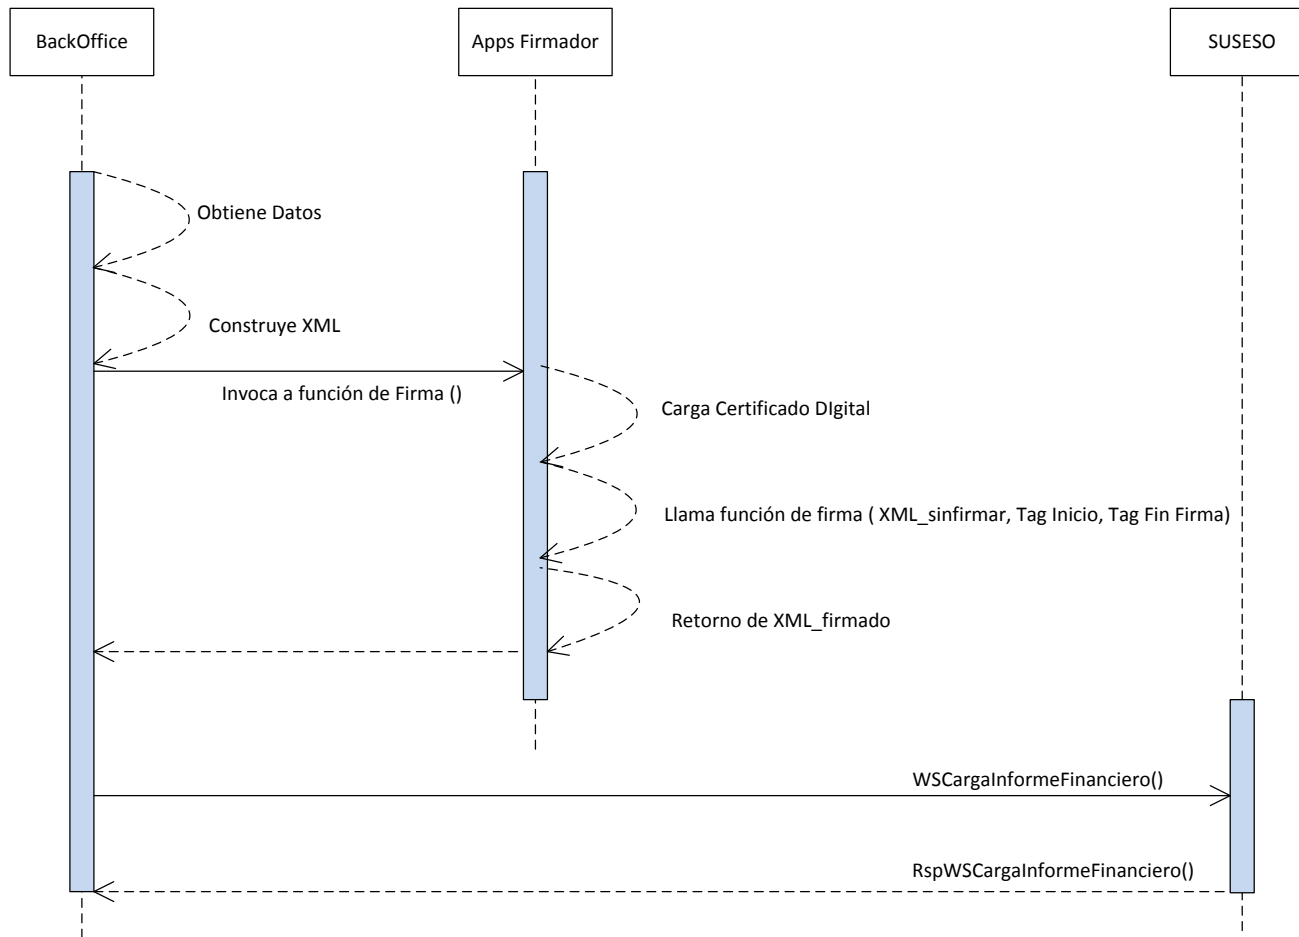 BackOffice
Apps Firmador
SUSESO
Obtiene Datos
Construye XML
Invoca a función de Firma ()
Carga Certificado DIgital
Llama función de firma ( XML_sinfirmar, Tag Inicio, Tag Fin Firma)
Retorno de XML_firmado
WSCargaInformeFinanciero()
RspWSCargaInformeFinanciero()